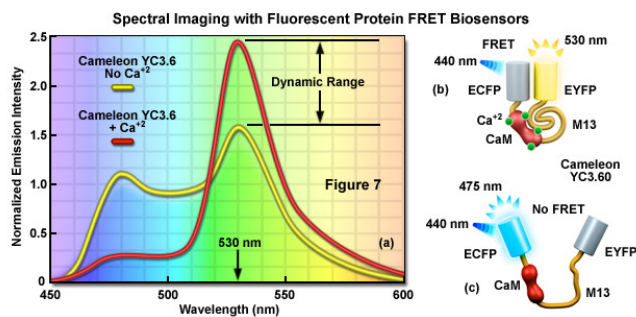 Spectral Imaging with Fluorescent Protein FRET Biosensors
Normalized Emission Intensity
2.5
2.0
1.5
1.0
0.5
0
Cameleon YC3.6
No Ca+2
Cameleon YC3.6
+ Ca+2
Dynamic Range
Figure 7
530 nm
(a)
450
500
550
600
Wavelength (nm)
FRET
530 nm
440 nm
(b)
ECFP
EYFP
Ca+2
CaM
M13
Cameleon
YC3.60
475 nm
No FRET
440 nm
ECFP
EYFP
CaM
M13
(c)